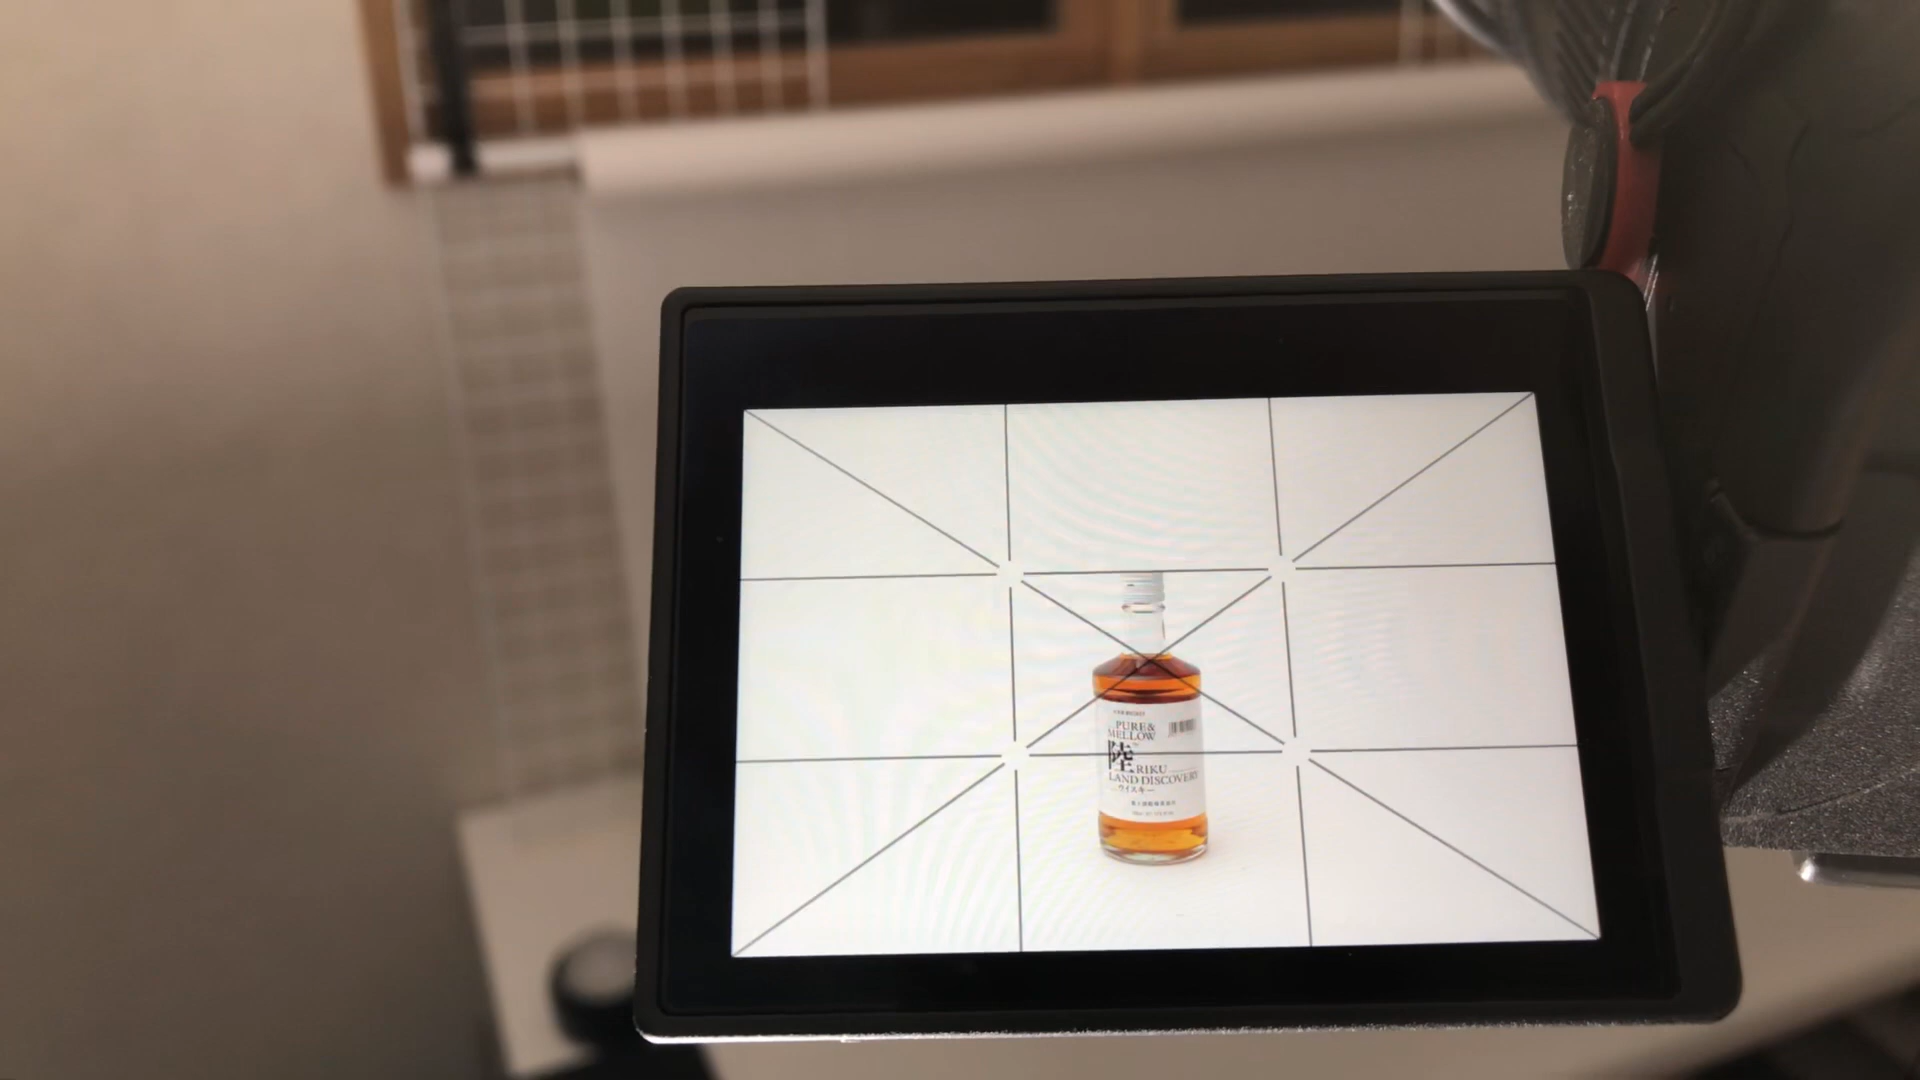 PURE&
MELLOW
陸 RIKU
LAND DISCOVERY
ウイスキー